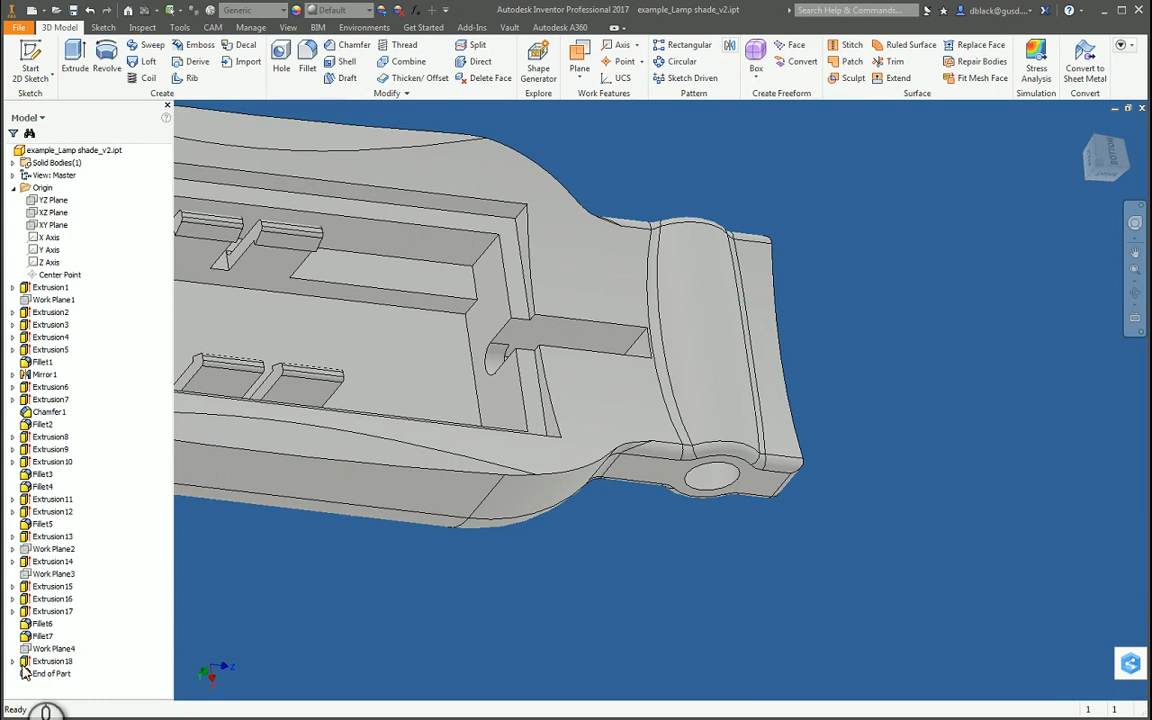 Generic
Default
Autodesk Inventor Professional 2017
example_Lamp shade_v2.ipt
Search Help & Commands...
dblack@gusd...
File
3D Model
Sketch
Inspect
Tools
CAM
Manage
View
BIM
Environments
Get Started
Add-Ins
Vault
Autodesk A360
Start
2D Sketch
Extrude
Revolve
Sweep
Loft
Coil
Emboss
Derive
Rib
Decal
Import
Hole
Fillet
Chamfer
Shell
Draft
Thread
Combine
Thicken/ Offset
Split
Direct
Delete Face
Shape
Generator
Plane
Axis
Point
UCS
Rectangular
Circular
Sketch Driven
Box
Face
Convert
Stitch
Patch
Sculpt
Ruled Surface
Trim
Extend
Replace Face
Repair Bodies
Fit Mesh Face
Stress
Analysis
Convert to
Sheet Metal
Sketch
Create
Modify
Explore
Work Features
Pattern
Create Freeform
Surface
Simulation
Convert
Model
example_Lamp shade_v2.ipt
Solid Bodies(1)
View: Master
Origin
YZ Plane
XZ Plane
XY Plane
X Axis
Y Axis
Z Axis
Center Point
Extrusion1
Work Plane1
Extrusion2
Extrusion3
Extrusion4
Extrusion5
Fillet1
Mirror1
Extrusion6
Extrusion7
Chamfer1
Fillet2
Extrusion8
Extrusion9
Extrusion10
Fillet3
Fillet4
Extrusion11
Extrusion12
Fillet5
Extrusion13
Work Plane2
Extrusion14
Work Plane3
Extrusion15
Extrusion16
Extrusion17
Fillet6
Fillet7
Work Plane4
Extrusion18
End of Part
BOTTOM
Z
Ready
1
1